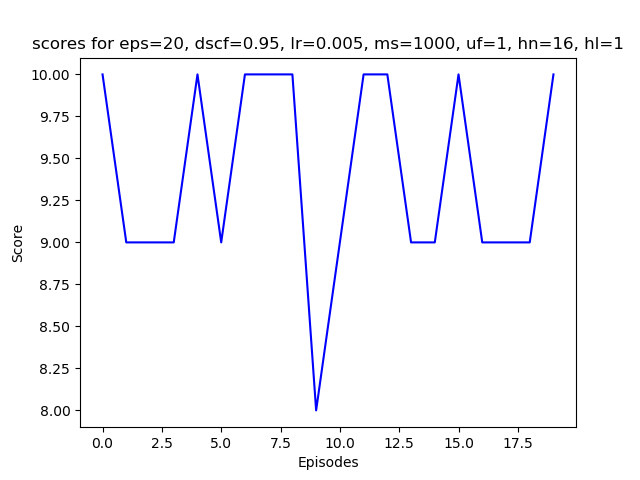 scores for eps=20, dscf=0.95, lr=0.005, ms=1000, uf=1, hn=16, hl=1
10.00
9.75
9.50
9.25
9.00
8.75
8.50
8.25
8.00
Score
0.0 2.5 5.0 7.5 10.0 12.5 15.0 17.5
Episodes